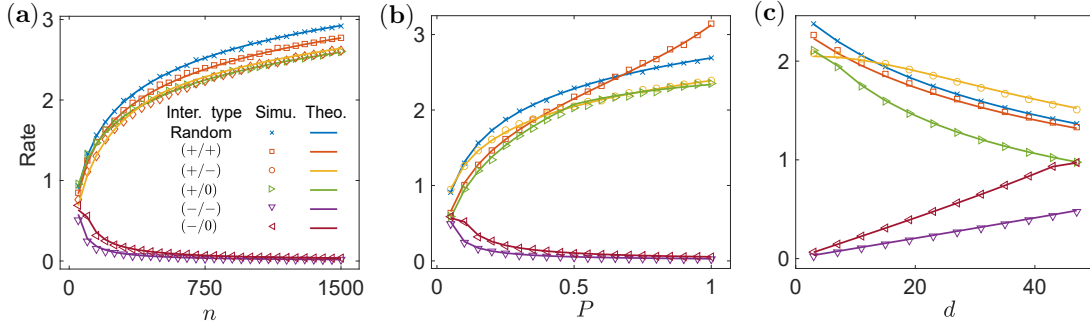 (a)
Rate
3
2
1
0
0 750 1500
n
Inter. type Simu. Theo.
Random
(+/+)
(+/−)
(+/0)
(−/−)
(−/0)
(b)
3
2
1
0
0 0.5 1
P
(c)
2
1
0
0 20 40
d